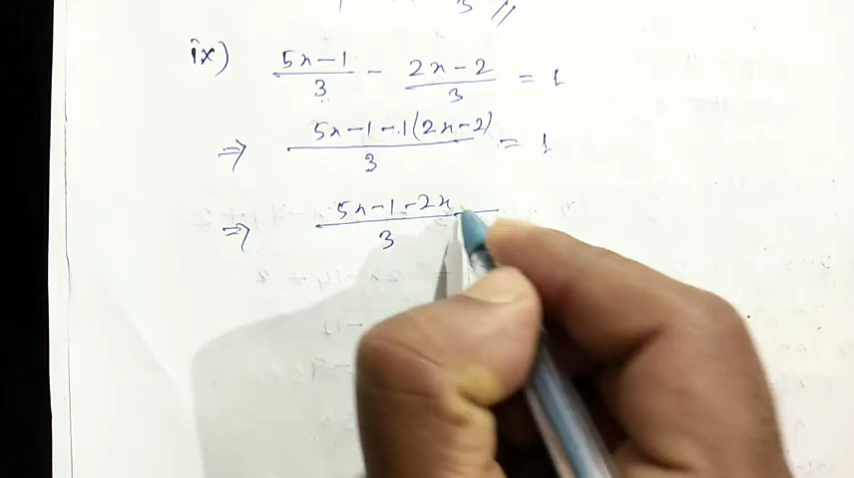 3 //
ix) 5x-1/3 - 2x-2/3 = 1
⇒ 5x-1-1(2x-2)/3 = 1
⇒ 5x-1-2x/3